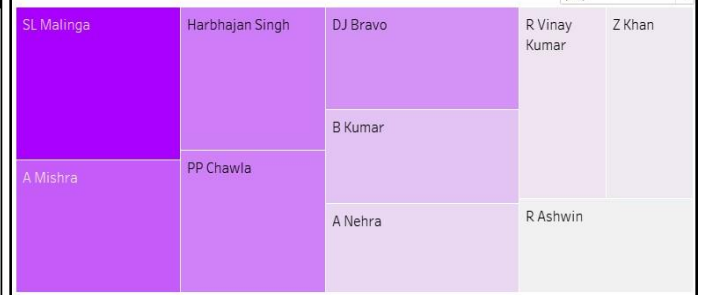 SL Malinga
A Mishra
Harbhajan Singh
PP Chawla
DJ Bravo
B Kumar
A Nehra
R Vinay
Kumar
Z Khan
R Ashwin